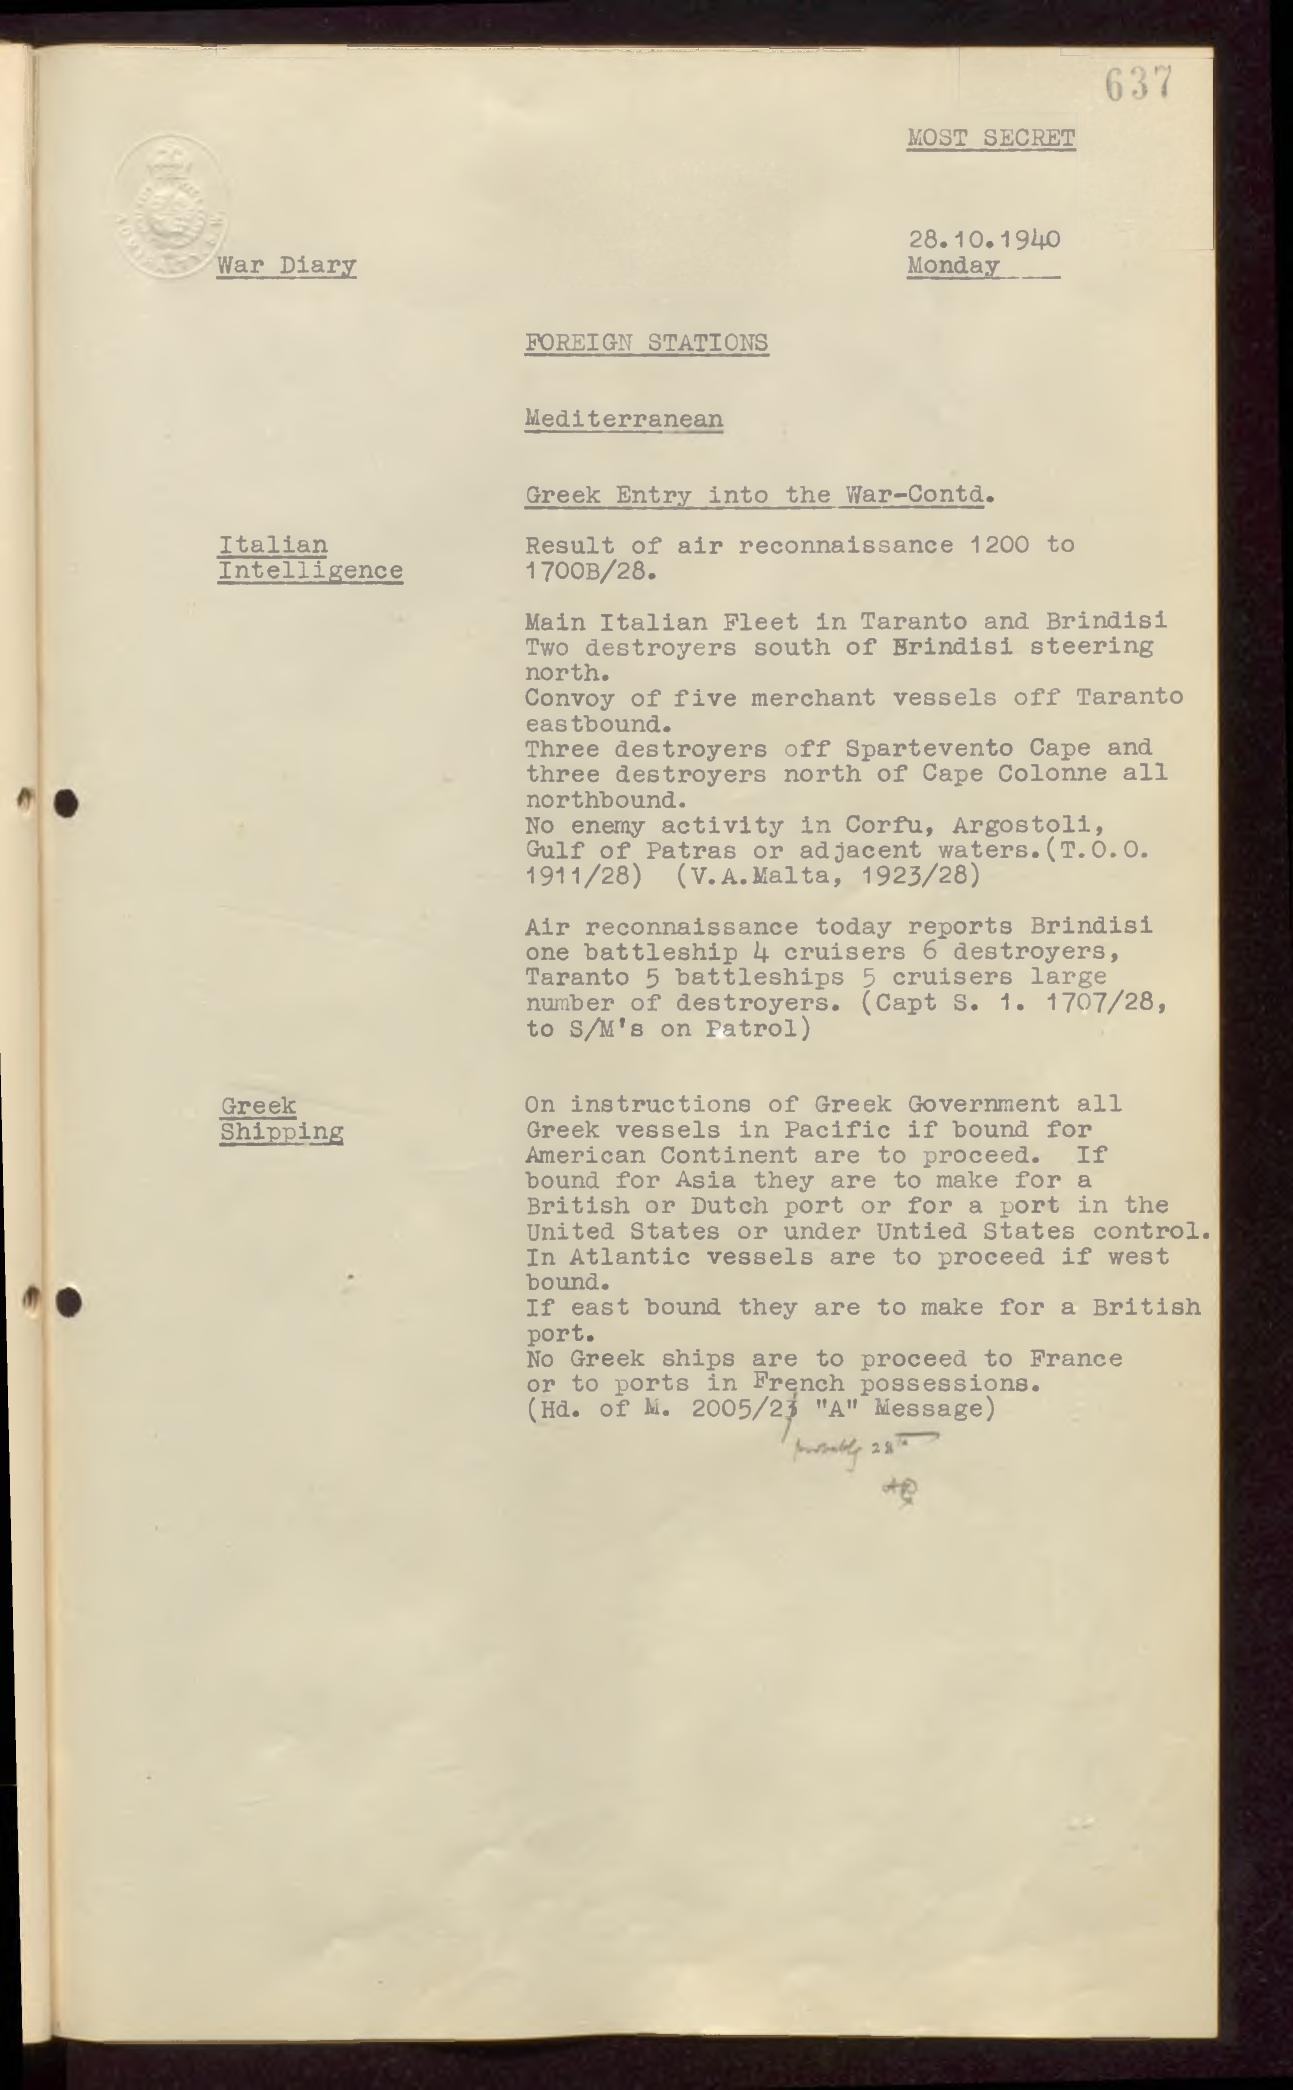 637
MOST SECRET
28.10.1940
War Diary
Monday
FOREIGN STATIONS
Mediterranean
Greek Entry into the War-Contd.
Italian
Intelligence
Result of air reconnaissance 1200 to
1700B/28.
Main Italian Fleet in Taranto and Brindisi
Two destroyers south of Brindisi steering
north.
Convoy of five merchant vessels off Taranto
eastbound.
Three destroyers off Spartevento Cape and
three destroyers north of Cape Colonne all
northbound.
No enemy activity in Corfu, Argostoli,
Gulf of Patras or adjacent waters.(T.O.O.
1911/28) (V.A.Malta, 1923/28)
Air reconnaissance today reports Brindisi
one battleship 4 cruisers 6 destroyers,
Taranto 5 battleships 5 cruisers large
number of destroyers. (Capt S. 1. 1707/28,
to S/M's on Patrol)
Greek
Shipping
On instructions of Greek Government all
Greek vessels in Pacific if bound for
American Continent are to proceed. If
bound for Asia they are to make for a
British or Dutch port or for a port in the
United States or under Untied States control.
In Atlantic vessels are to proceed if west
bound.
If east bound they are to make for a British
port.
No Greek ships are to proceed to France
or to ports in French possessions.
(Hd. of M. 2005/23 "A" Message)
probably 28th